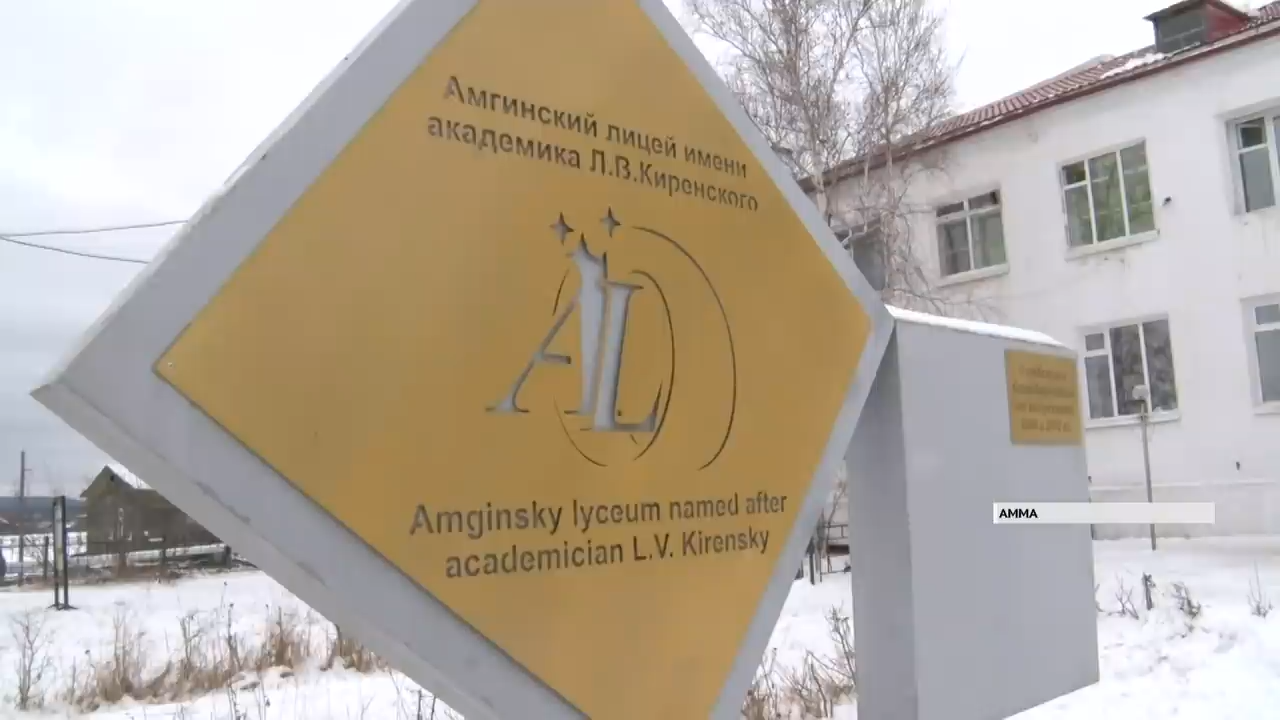 Амгинский лицей имени
академика Л.В.Киренского
AL
Amginsky lyceum named after
academician L.V. Kirensky
АММА